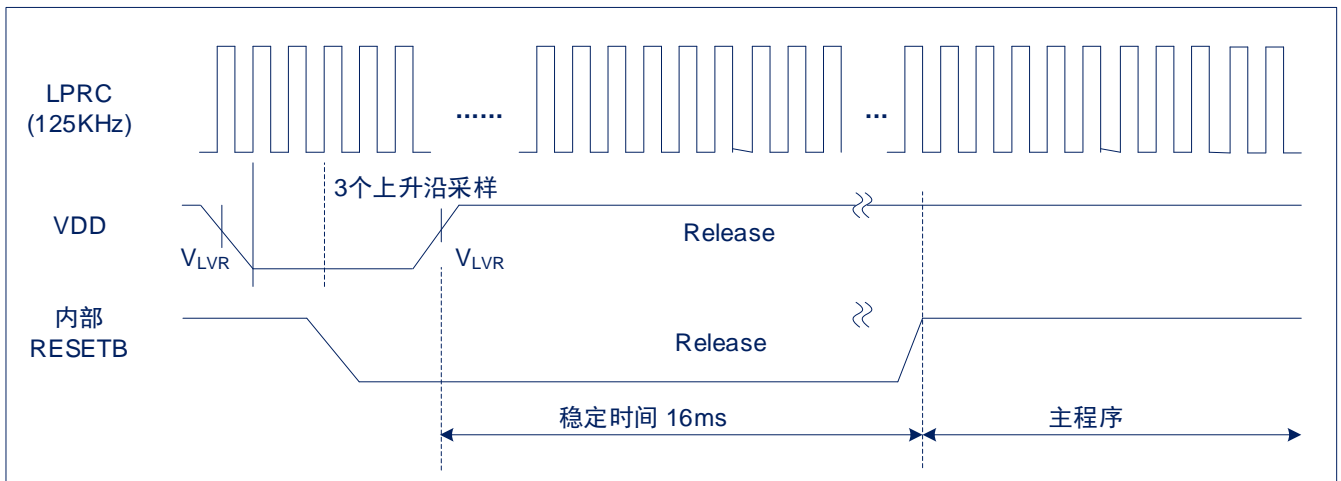 LPRC
(125KHz)
......
...
3个上升沿采样
VDD
VLVR
VLVR
Release
内部
RESETB
Release
稳定时间 16ms
主程序